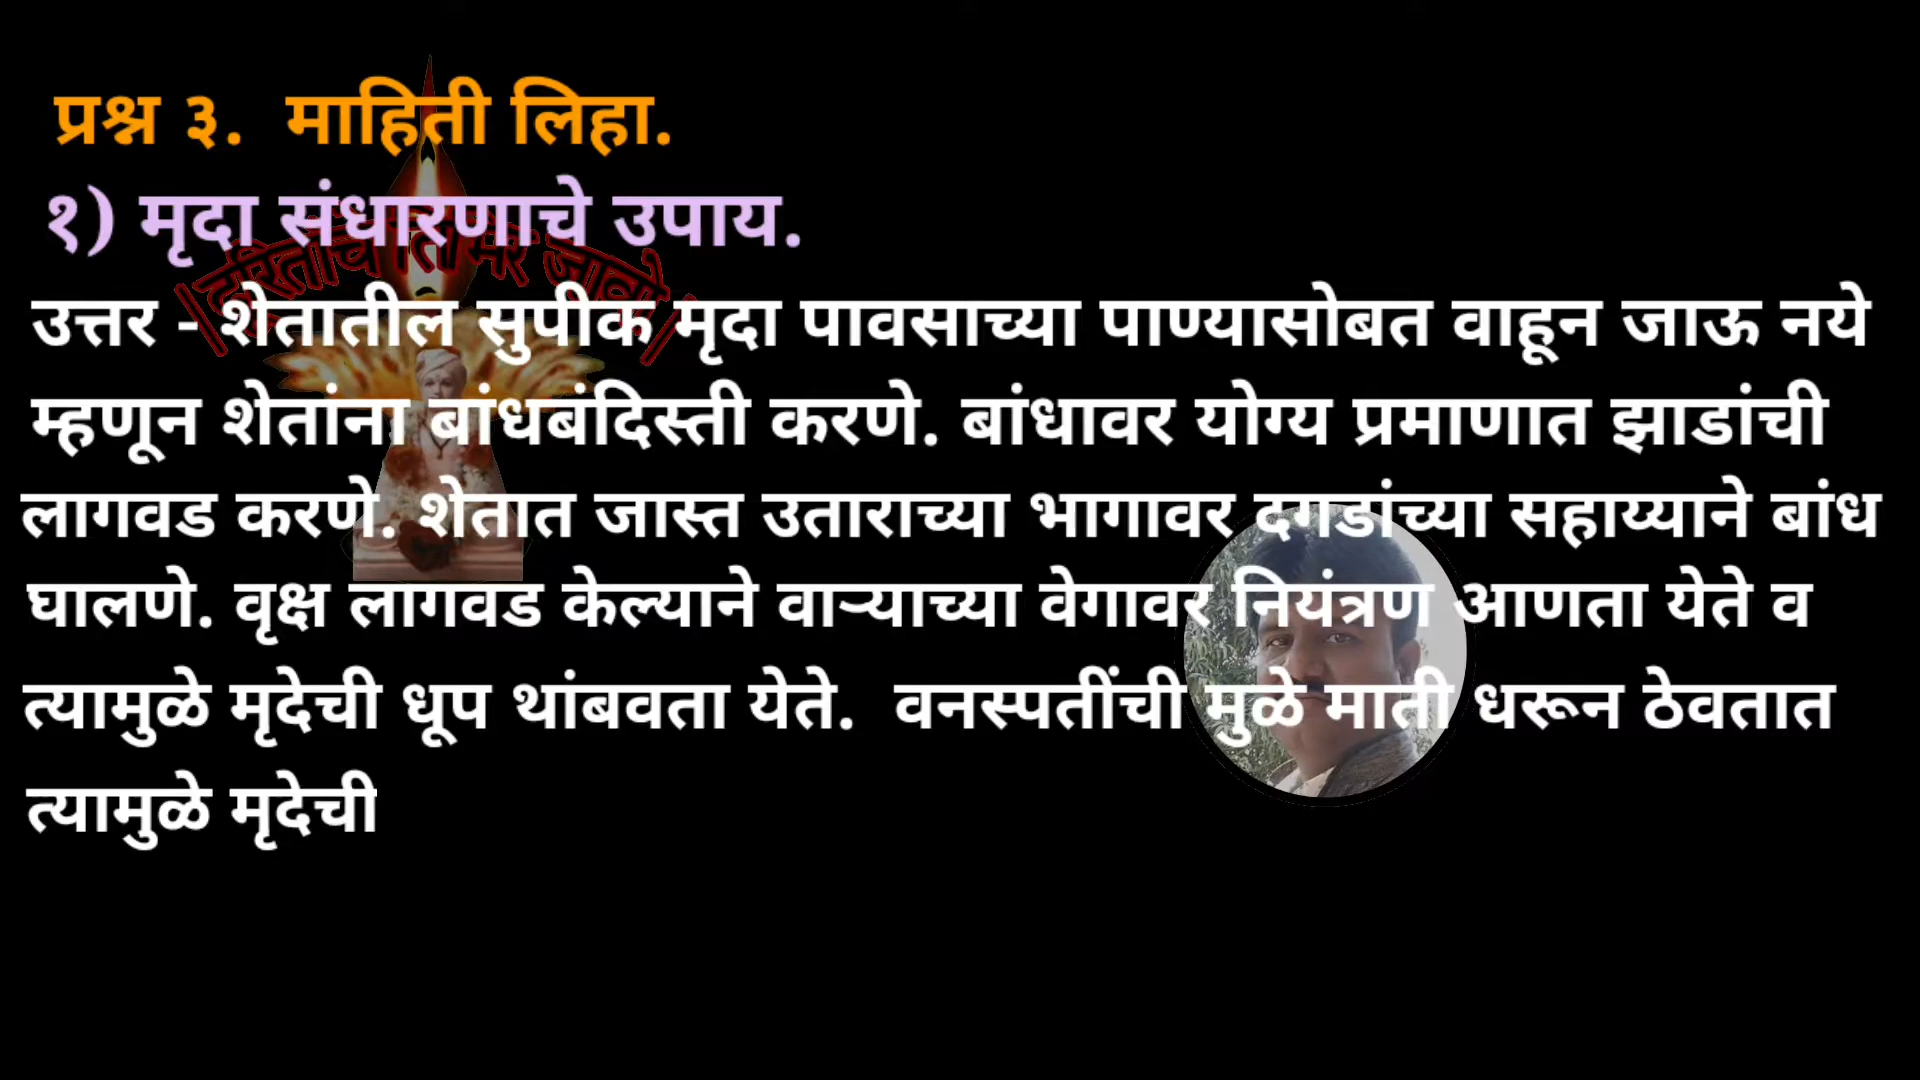 प्रश्न ३. माहिती लिहा.
१) मृदा संधारणाचे उपाय.
।दुरितांचे तिमिर जावो।
उत्तर - शेतातील सुपीक मृदा पावसाच्या पाण्यासोबत वाहून जाऊ नये
म्हणून शेतांना बांधबंदिस्ती करणे. बांधावर योग्य प्रमाणात झाडांची
लागवड करणे. शेतात जास्त उताराच्या भागावर दगडांच्या सहाय्याने बांध
घालणे. वृक्ष लागवड केल्याने वाऱ्याच्या वेगावर नियंत्रण आणता येते व
त्यामुळे मृदेची धूप थांबवता येते. वनस्पतींची मुळे माती धरून ठेवतात
त्यामुळे मृदेची